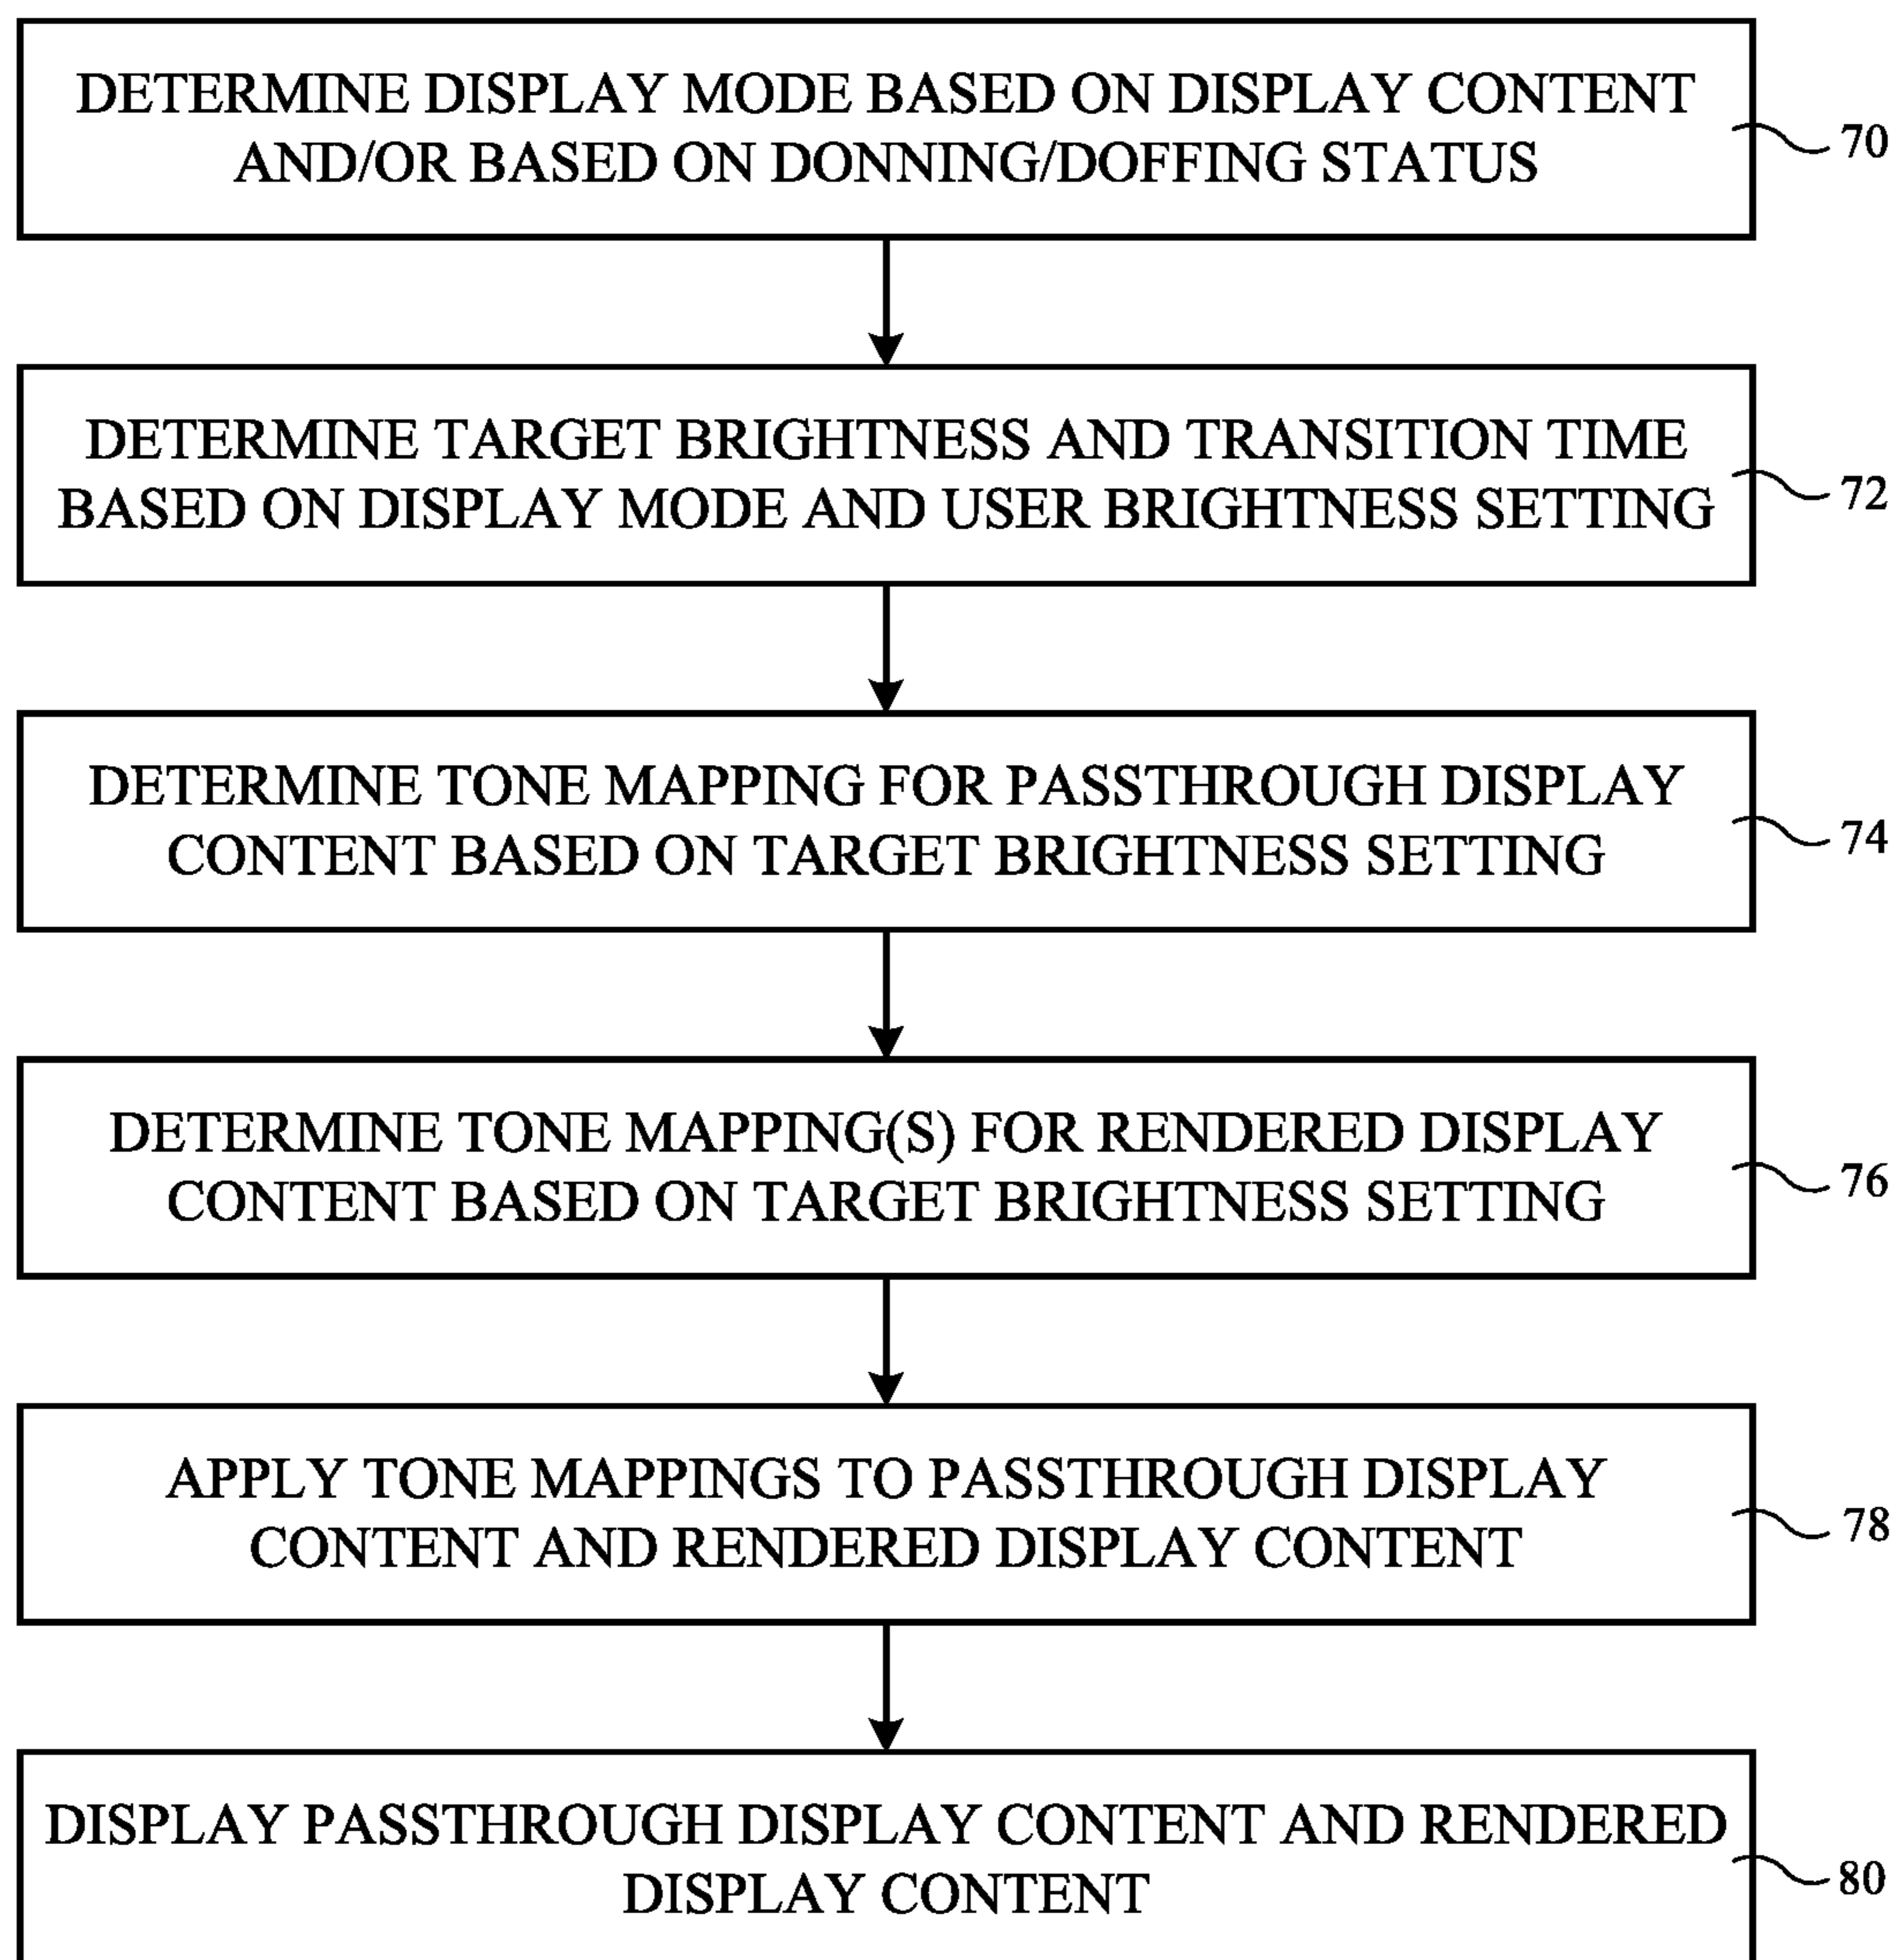 DETERMINE DISPLAY MODE BASED ON DISPLAY CONTENT
AND/OR BASED ON DONNING/DOFFING STATUS
70
DETERMINE TARGET BRIGHTNESS AND TRANSITION TIME
BASED ON DISPLAY MODE AND USER BRIGHTNESS SETTING
72
DETERMINE TONE MAPPING FOR PASSTHROUGH DISPLAY
CONTENT BASED ON TARGET BRIGHTNESS SETTING
74
DETERMINE TONE MAPPING(S) FOR RENDERED DISPLAY
CONTENT BASED ON TARGET BRIGHTNESS SETTING
76
APPLY TONE MAPPINGS TO PASSTHROUGH DISPLAY
CONTENT AND RENDERED DISPLAY CONTENT
78
DISPLAY PASSTHROUGH DISPLAY CONTENT AND RENDERED
DISPLAY CONTENT
80